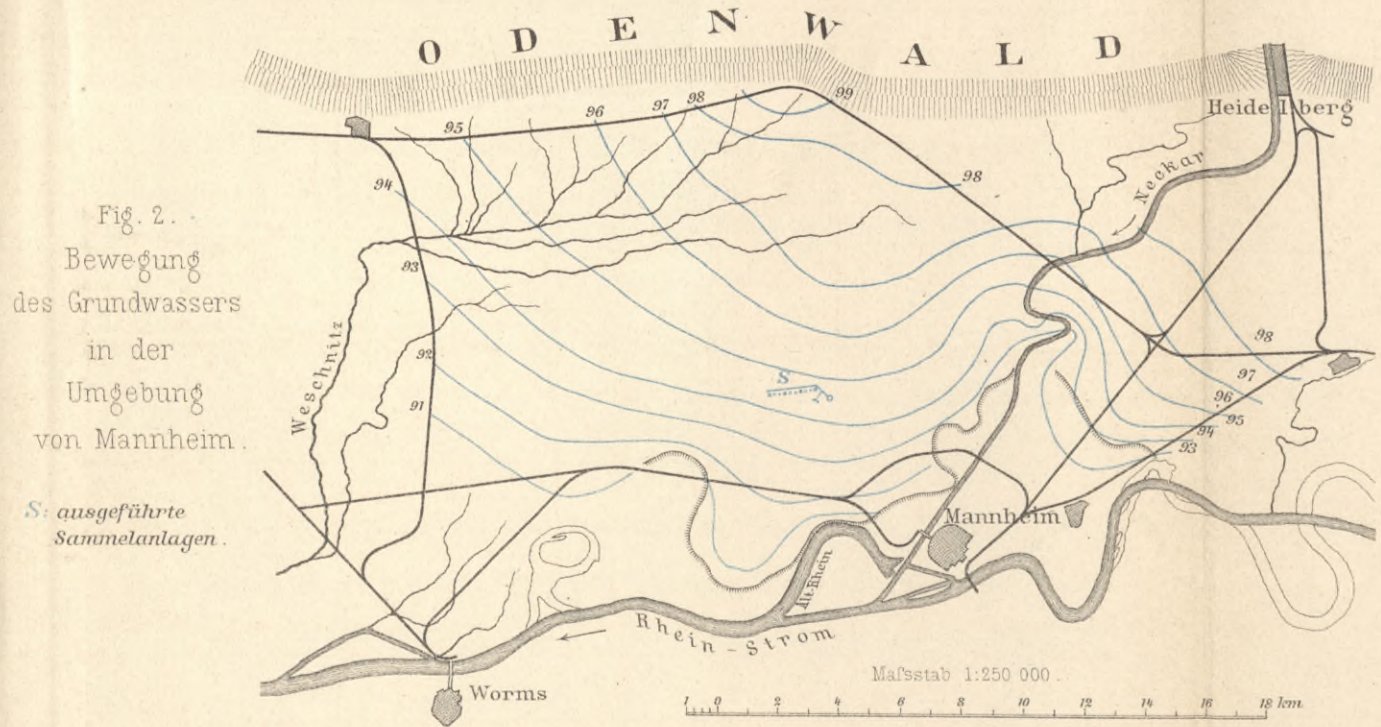 ODENWALD
Heidelberg
Neckar
Fig. 2.
Bewegung
des Grundwassers
in der
Umgebung
von Mannheim.
S: ausgeführte
Sammelanlagen.
Weschnitz
95
96
97
98
99
94
98
93
92
91
S
98
97
96
95
94
93
Mannheim
Alt-Rhein
Rhein-Strom
Worms
Maſsstab 1:250 000.
1 0 2 4 6 8 10 12 14 16 18 km